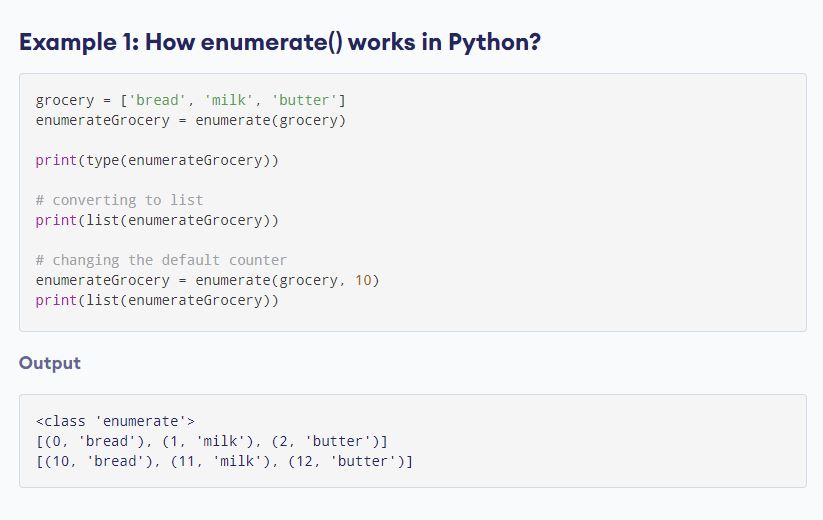 Example 1: How enumerate() works in Python?
grocery = ['bread', 'milk', 'butter']
enumerateGrocery = enumerate(grocery)
print(type(enumerateGrocery))
# converting to list
print(list(enumerateGrocery))
# changing the default counter
enumerateGrocery = enumerate(grocery, 10)
print(list(enumerateGrocery))
Output
<class 'enumerate'>
[(0, 'bread'), (1, 'milk'), (2, 'butter')]
[(10, 'bread'), (11, 'milk'), (12, 'butter')]